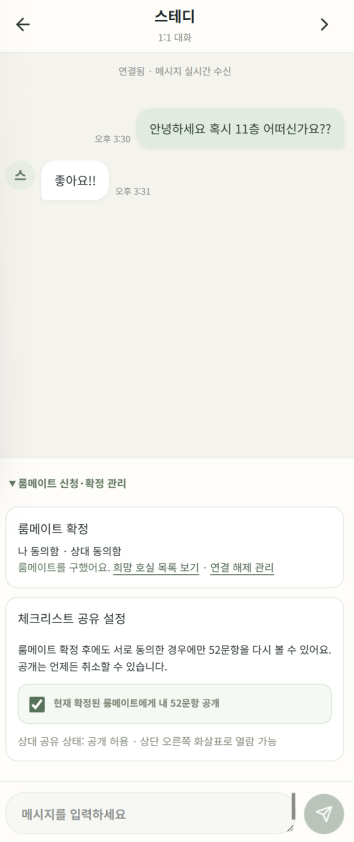 스테디
1:1 대화
연결됨 · 메시지 실시간 수신
안녕하세요 혹시 11층 어떠신가요??
오후 3:30
스
좋아요!!
오후 3:31
▼룸메이트 신청·확정 관리
룸메이트 확정
나 동의함 · 상대 동의함
룸메이트를 구했어요. 희망 호실 목록 보기 · 연결 해제 관리
체크리스트 공유 설정
룸메이트 확정 후에도 서로 동의한 경우에만 52문항을 다시 볼 수 있어요.
공개는 언제든 취소할 수 있습니다.
현재 확정된 룸메이트에게 내 52문항 공개
상대 공유 상태: 공개 허용 · 상단 오른쪽 화살표로 열람 가능
메시지를 입력하세요